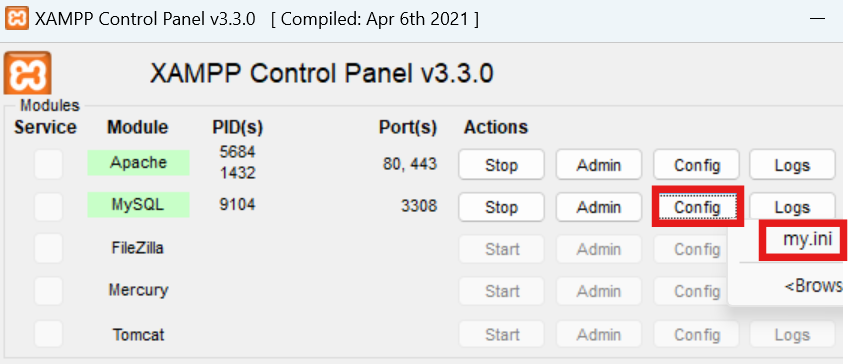 XAMPP Control Panel v3.3.0 [ Compiled: Apr 6th 2021 ]
XAMPP Control Panel v3.3.0
Modules
Service Module PID(s) Port(s) Actions
Apache 5684 1432 80, 443 Stop Admin Config Logs
MySQL 9104 3308 Stop Admin Config Logs
my.ini
FileZilla Start Admin Config
<Brows
Mercury Start Admin Config
Tomcat Start Admin Config Logs